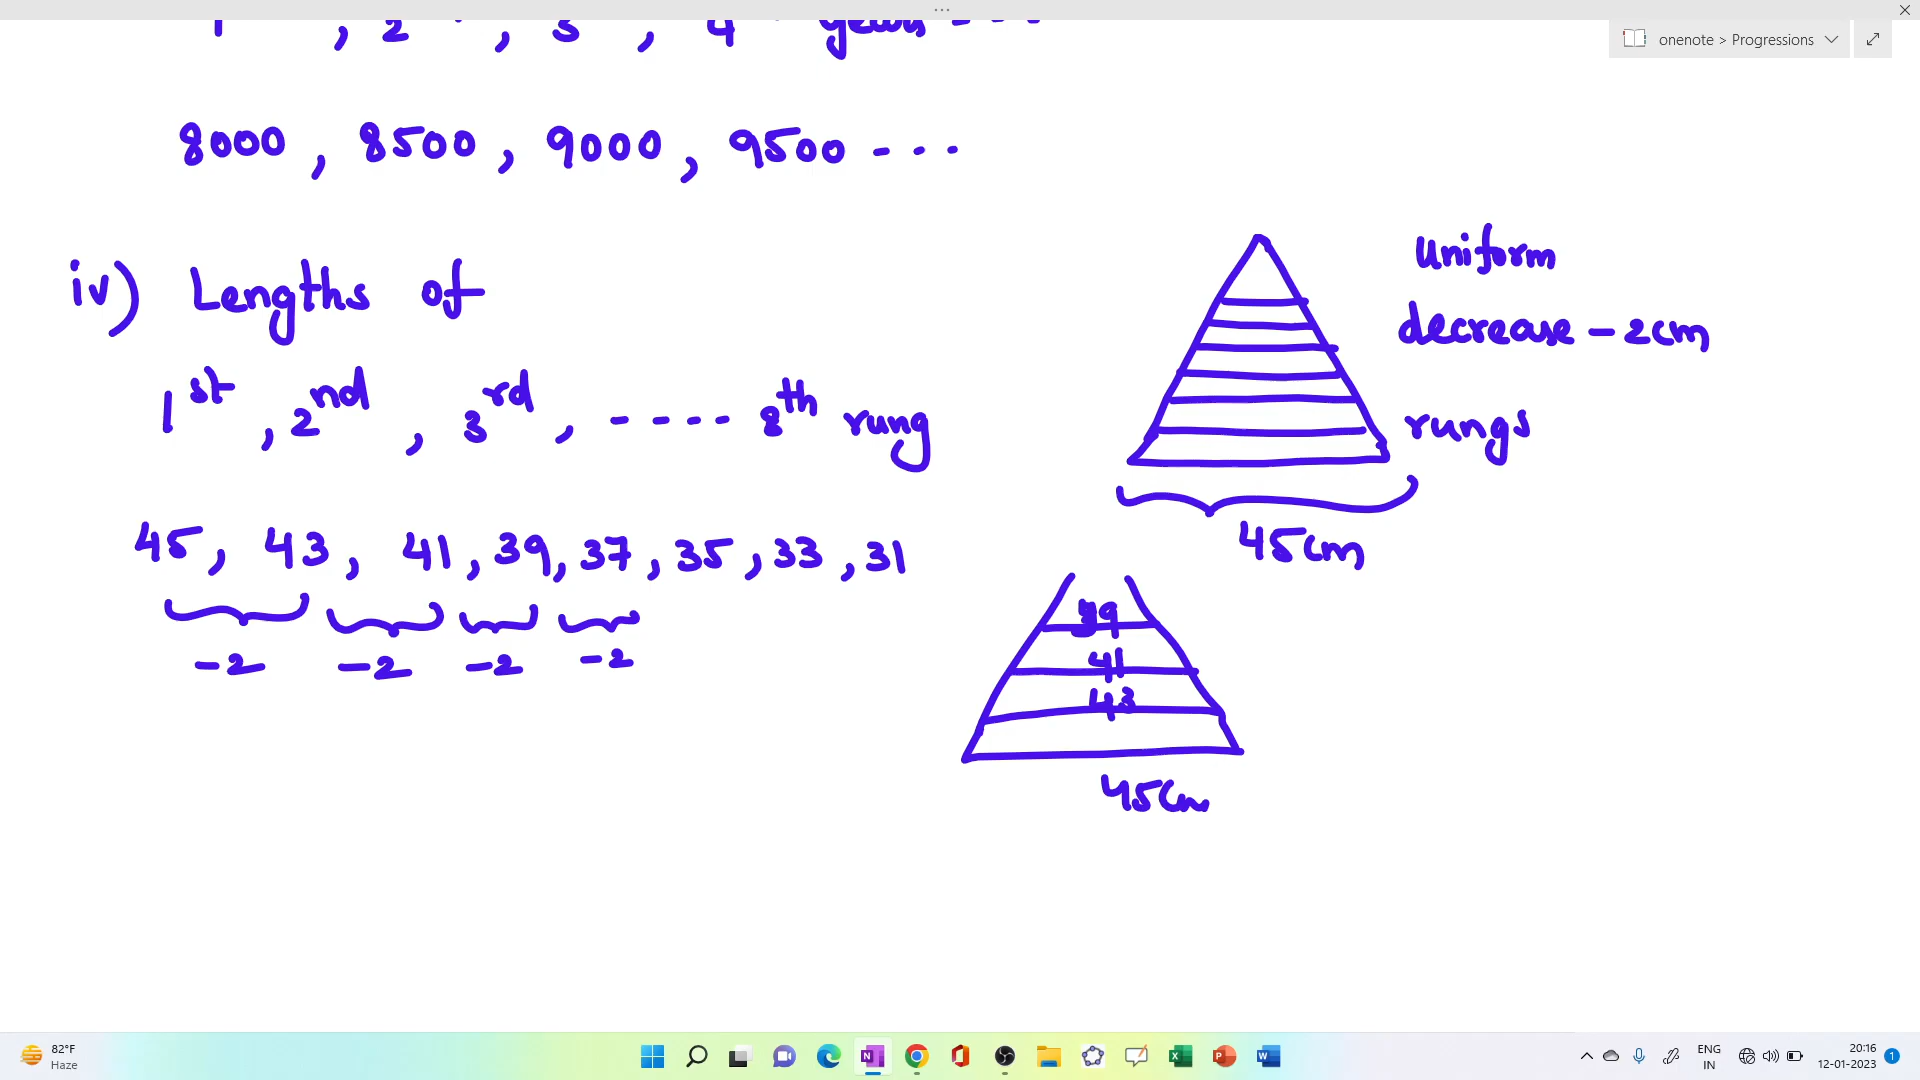 onenote > Progressions
8000 , 8500 , 9000 , 9500 - - -
iv) Lengths of
1st , 2nd , 3rd , - - - - 8th rung
45, 43, 41, 39, 37, 35, 33, 31
-2 -2 -2 -2
Uniform
decrease - 2cm
rungs
45cm
39
41
43
45cm
82°F
Haze
ENG
IN
20:16
12-01-2023
1